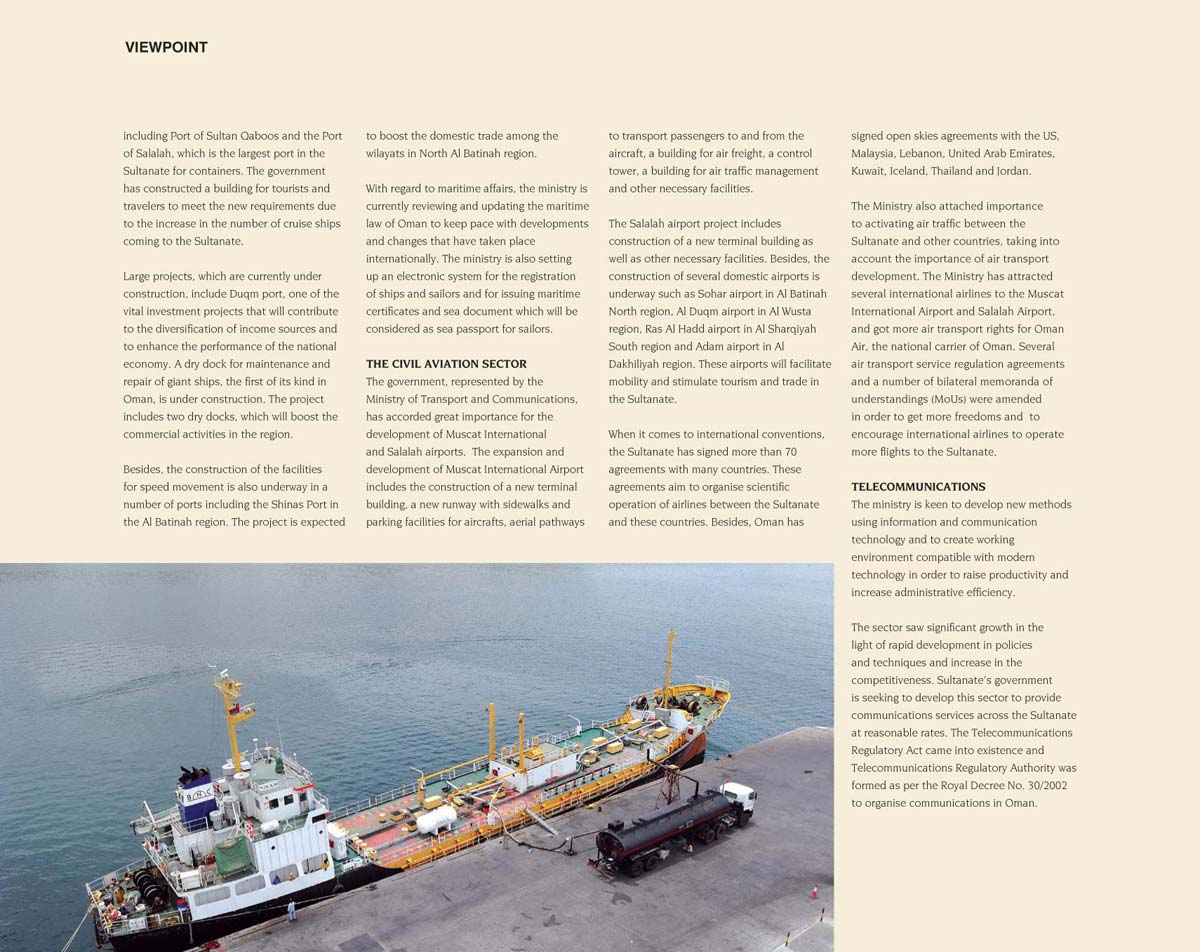 VIEWPOINT
including Port of Sultan Qaboos and the Port
of Salalah, which is the largest port in the
Sultanate for containers. The government
has constructed a building for tourists and
travelers to meet the new requirements due
to the increase in the number of cruise ships
coming to the Sultanate.
Large projects, which are currently under
construction, include Duqm port, one of the
vital investment projects that will contribute
to the diversification of income sources and
to enhance the performance of the national
economy. A dry dock for maintenance and
repair of giant ships, the first of its kind in
Oman, is under construction. The project
includes two dry docks, which will boost the
commercial activities in the region.
Besides, the construction of the facilities
for speed movement is also underway in a
number of ports including the Shinas Port in
the Al Batinah region. The project is expected
to boost the domestic trade among the
wilayats in North Al Batinah region.
With regard to maritime affairs, the ministry is
currently reviewing and updating the maritime
law of Oman to keep pace with developments
and changes that have taken place
internationally. The ministry is also setting
up an electronic system for the registration
of ships and sailors and for issuing maritime
certificates and sea document which will be
considered as sea passport for sailors.
THE CIVIL AVIATION SECTOR
The government, represented by the
Ministry of Transport and Communications,
has accorded great importance for the
development of Muscat International
and Salalah airports.  The expansion and
development of Muscat International Airport
includes the construction of a new terminal
building, a new runway with sidewalks and
parking facilities for aircrafts, aerial pathways
to transport passengers to and from the
aircraft, a building for air freight, a control
tower, a building for air traffic management
and other necessary facilities.
The Salalah airport project includes
construction of a new terminal building as
well as other necessary facilities. Besides, the
construction of several domestic airports is
underway such as Sohar airport in Al Batinah
North region, Al Duqm airport in Al Wusta
region, Ras Al Hadd airport in Al Sharqiyah
South region and Adam airport in Al
Dakhiliyah region. These airports will facilitate
mobility and stimulate tourism and trade in
the Sultanate.
When it comes to international conventions,
the Sultanate has signed more than 70
agreements with many countries. These
agreements aim to organise scientific
operation of airlines between the Sultanate
and these countries. Besides, Oman has
signed open skies agreements with the US,
Malaysia, Lebanon, United Arab Emirates,
Kuwait, Iceland, Thailand and Jordan.
The Ministry also attached importance
to activating air traffic between the
Sultanate and other countries, taking into
account the importance of air transport
development. The Ministry has attracted
several international airlines to the Muscat
International Airport and Salalah Airport,
and got more air transport rights for Oman
Air, the national carrier of Oman. Several
air transport service regulation agreements
and a number of bilateral memoranda of
understandings (MoUs) were amended
in order to get more freedoms and  to
encourage international airlines to operate
more flights to the Sultanate.
TELECOMMUNICATIONS
The ministry is keen to develop new methods
using information and communication
technology and to create working
environment compatible with modern
technology in order to raise productivity and
increase administrative efficiency.
The sector saw significant growth in the
light of rapid development in policies
and techniques and increase in the
competitiveness. Sultanate's government
is seeking to develop this sector to provide
communications services across the Sultanate
at reasonable rates. The Telecommunications
Regulatory Act came into existence and
Telecommunications Regulatory Authority was
formed as per the Royal Decree No. 30/2002
to organise communications in Oman.